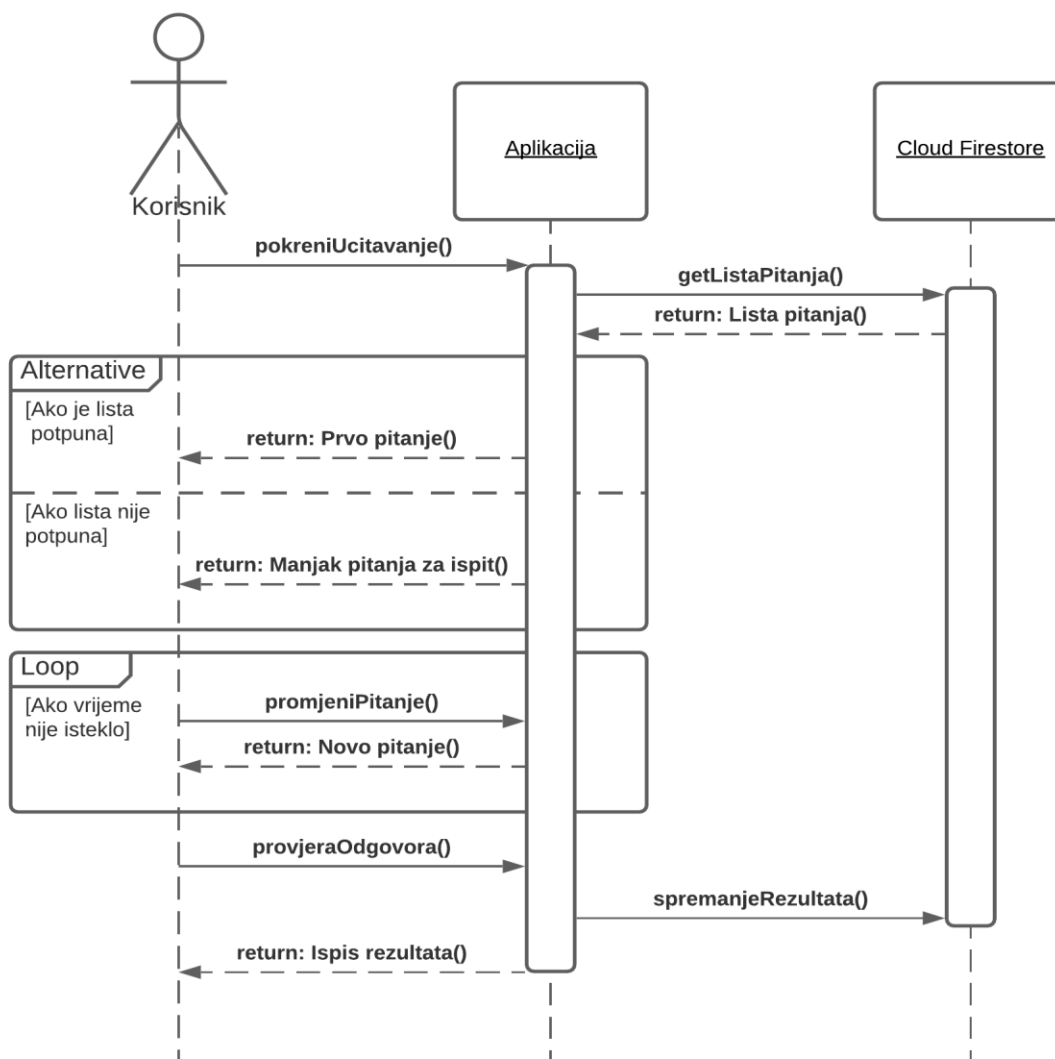 Aplikacija
Cloud Firestore
Korisnik
pokreniUcitavanje()
getListaPitanja()
return: Lista pitanja()
Alternative
[Ako je lista
potpuna]
return: Prvo pitanje()
[Ako lista nije
potpuna]
return: Manjak pitanja za ispit()
Loop
[Ako vrijeme
nije isteklo]
promjeniPitanje()
return: Novo pitanje()
provjeraOdgovora()
spremanjeRezultata()
return: Ispis rezultata()